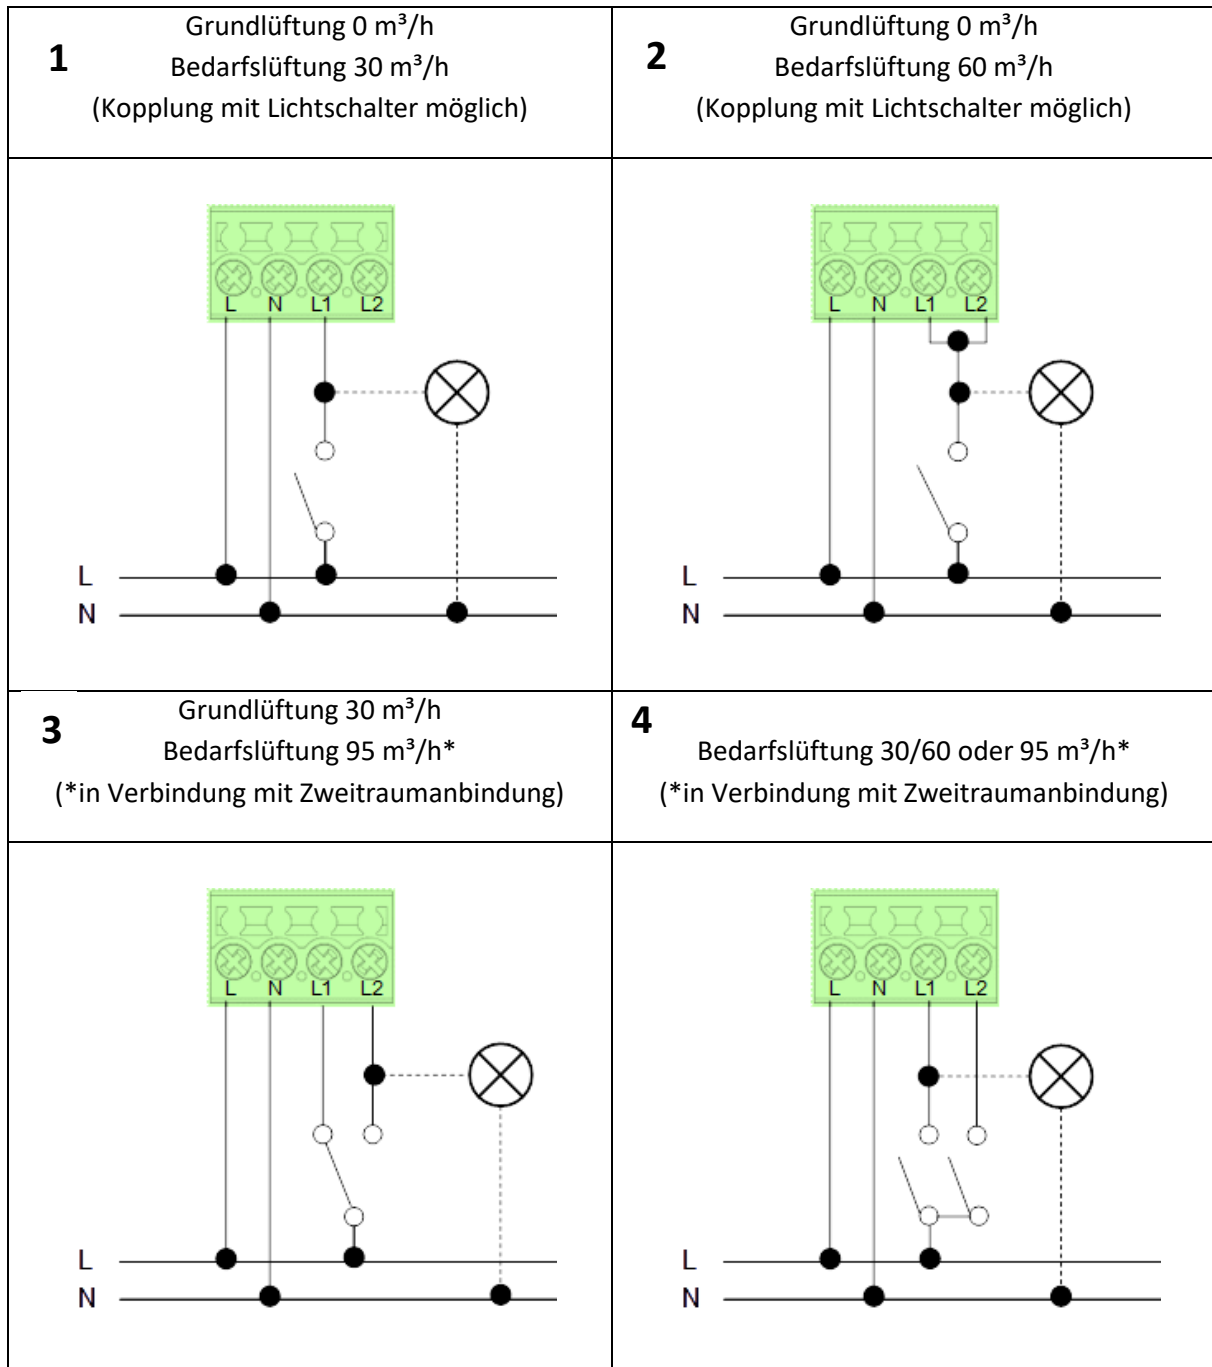 1
Grundlüftung 0 m³/h
Bedarfslüftung 30 m³/h
(Kopplung mit Lichtschalter möglich)
2
Grundlüftung 0 m³/h
Bedarfslüftung 60 m³/h
(Kopplung mit Lichtschalter möglich)
L N L1 L2
L
N
L N L1 L2
L
N
3
Grundlüftung 30 m³/h
Bedarfslüftung 95 m³/h*
(*in Verbindung mit Zweitraumanbindung)
4
Bedarfslüftung 30/60 oder 95 m³/h*
(*in Verbindung mit Zweitraumanbindung)
L N L1 L2
L
N
L N L1 L2
L
N